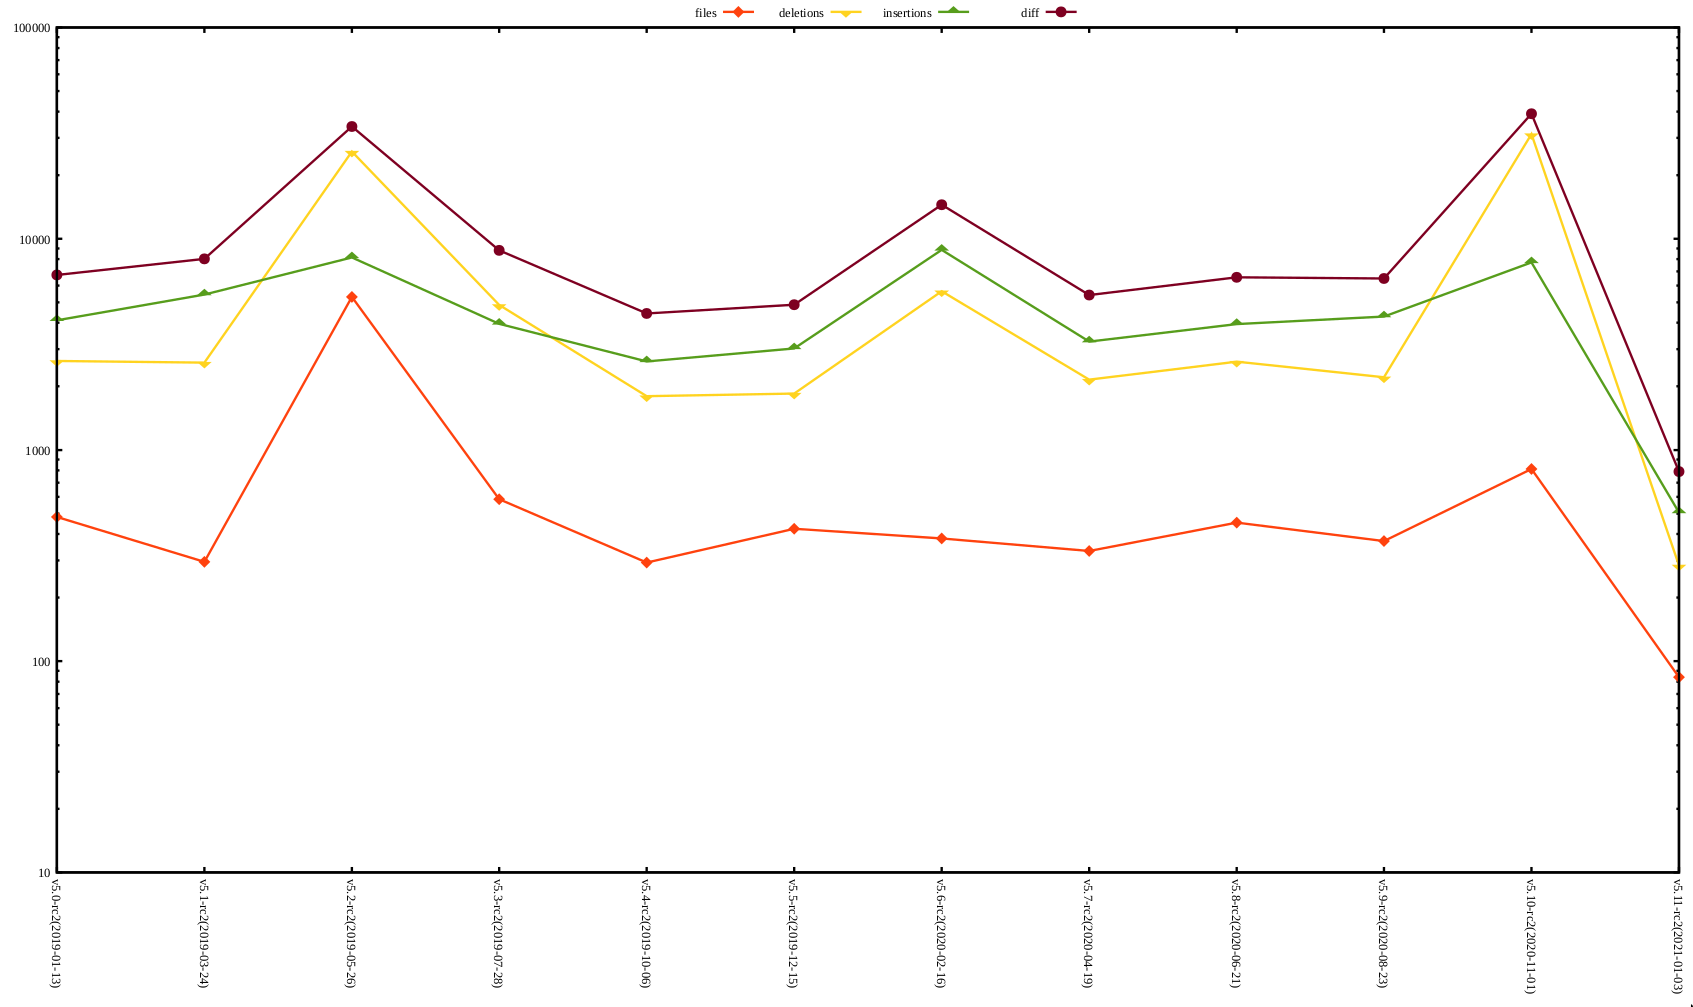 files deletions insertions diff
100000
10000
1000
100
10
v5.0-rc2(2019-01-13)
v5.1-rc2(2019-03-24)
v5.2-rc2(2019-05-26)
v5.3-rc2(2019-07-28)
v5.4-rc2(2019-10-06)
v5.5-rc2(2019-12-15)
v5.6-rc2(2020-02-16)
v5.7-rc2(2020-04-19)
v5.8-rc2(2020-06-21)
v5.9-rc2(2020-08-23)
v5.10-rc2(2020-11-01)
v5.11-rc2(2021-01-03)